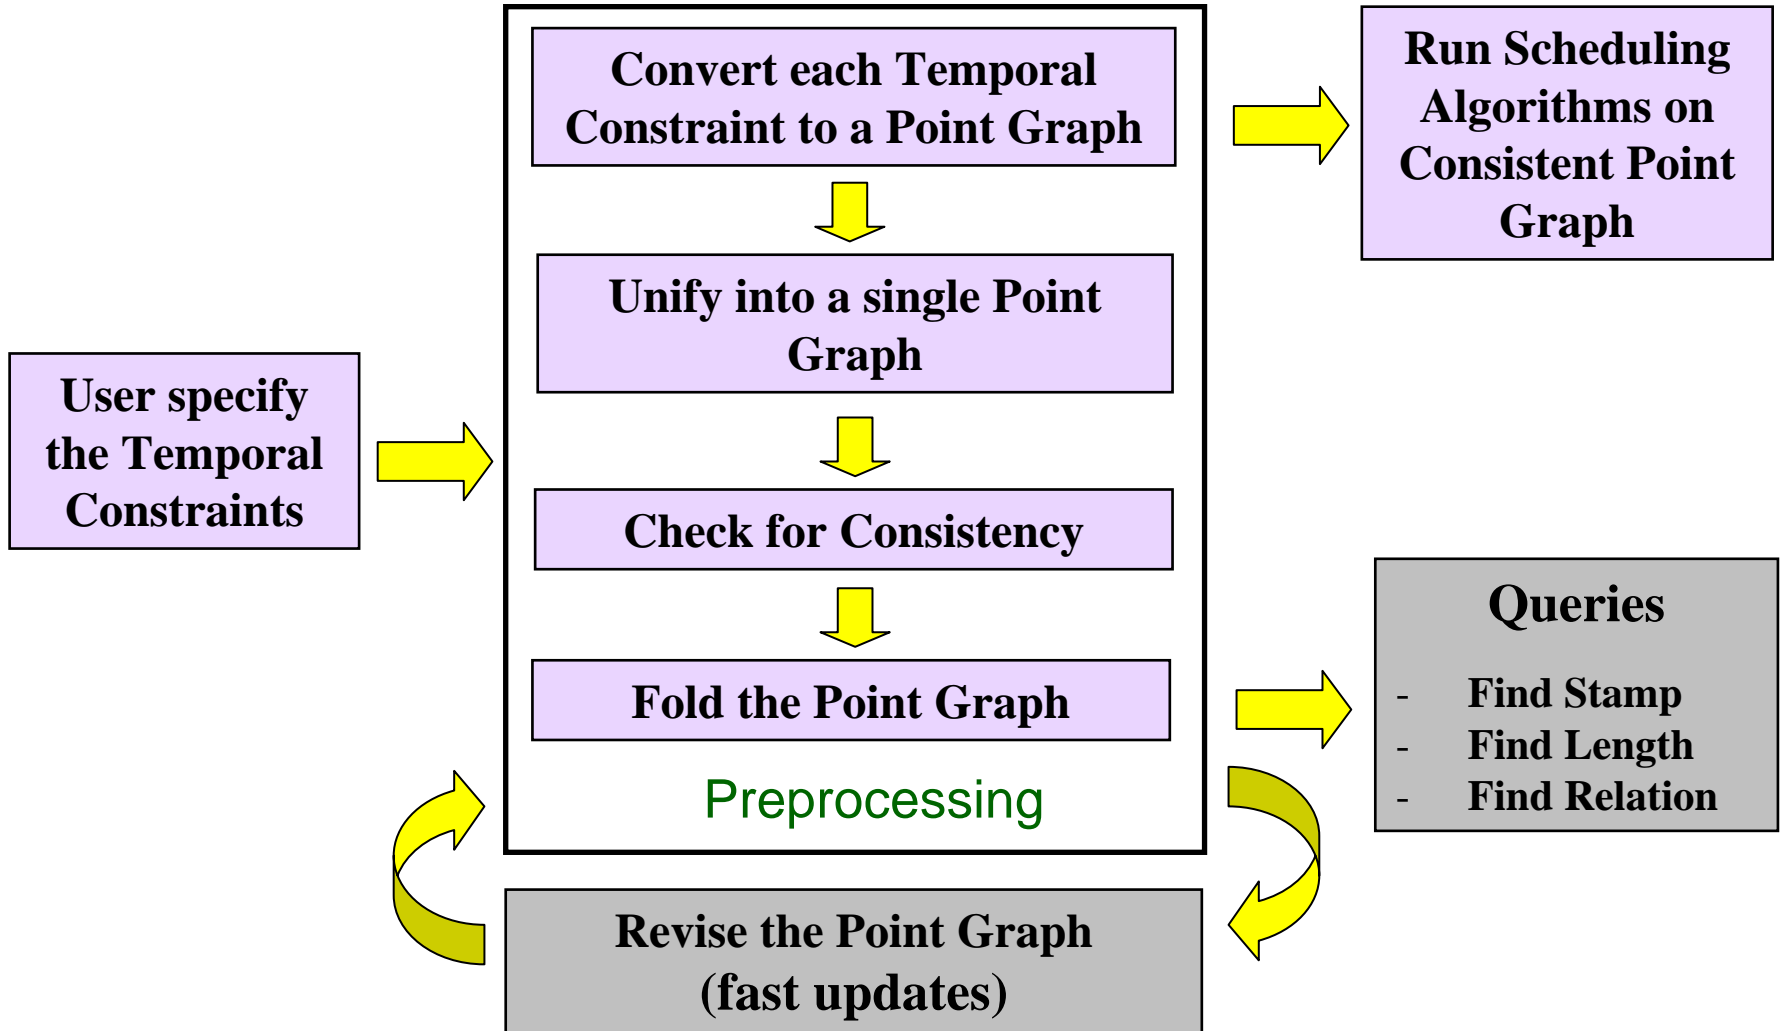 User specify
the Temporal
Constraints
Convert each Temporal
Constraint to a Point Graph
Unify into a single Point
Graph
Check for Consistency
Fold the Point Graph
Preprocessing
Revise the Point Graph
(fast updates)
Run Scheduling
Algorithms on
Consistent Point
Graph
Queries
- Find Stamp
- Find Length
- Find Relation